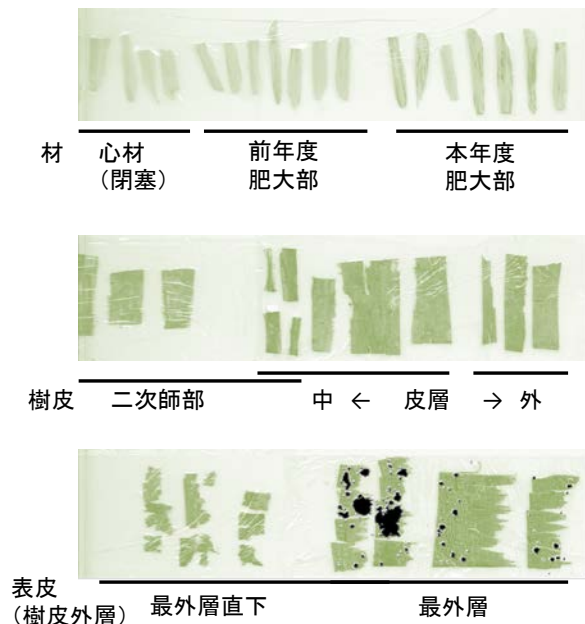 材 心材 前年度 本年度
(閉塞) 肥大部 肥大部
樹皮 二次師部 中 ← 皮層 → 外
表皮 最外層直下 最外層
(樹皮外層)